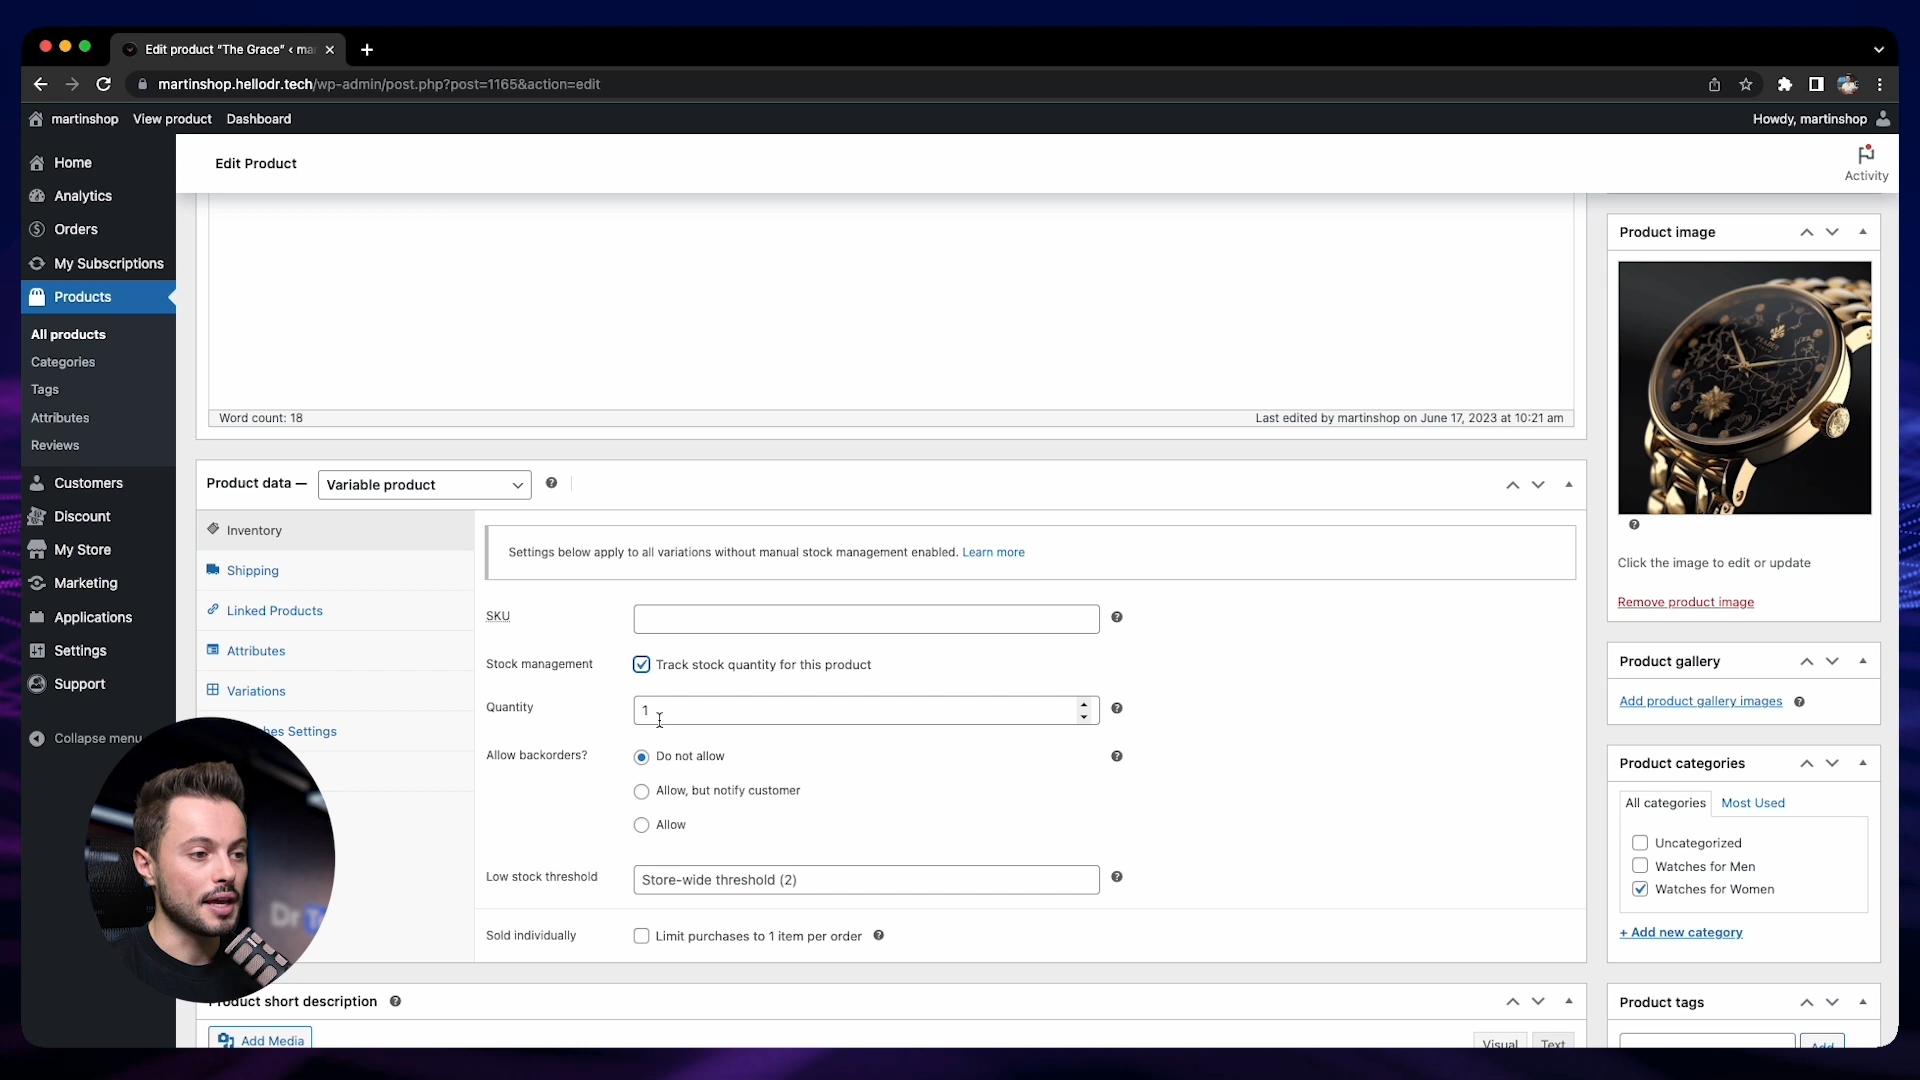 Edit product "The Grace" ‹ mar
martinshop.hellodr.tech/wp-admin/post.php?post=1165&action=edit
martinshop
View product
Dashboard
Howdy, martinshop
Home
Analytics
Orders
My Subscriptions
Products
All products
Categories
Tags
Attributes
Reviews
Customers
Discount
My Store
Marketing
Applications
Settings
Support
Collapse menu
Edit Product
Activity
Word count: 18
Last edited by martinshop on June 17, 2023 at 10:21 am
Product data —
Variable product
Inventory
Shipping
Linked Products
Attributes
Variations
hes Settings
Settings below apply to all variations without manual stock management enabled. Learn more
SKU
Stock management
Track stock quantity for this product
Quantity
1
Allow backorders?
Do not allow
Allow, but notify customer
Allow
Low stock threshold
Store-wide threshold (2)
Sold individually
Limit purchases to 1 item per order
Product short description
Add Media
Visual
Text
Product image
Click the image to edit or update
Remove product image
Product gallery
Add product gallery images
Product categories
All categories
Most Used
Uncategorized
Watches for Men
Watches for Women
+ Add new category
Product tags
Add
Dr T